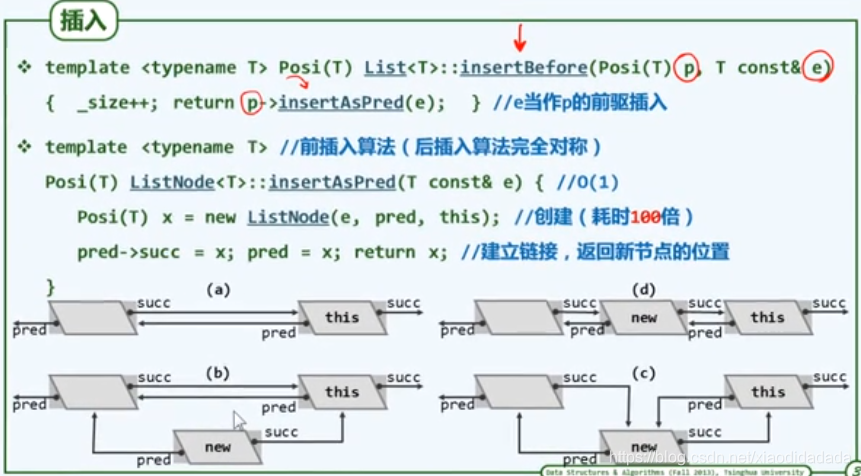 插入
❖ template <typename T> Posi(T) List<T>::insertBefore(Posi(T) p, T const& e)
{ _size++; return p->insertAsPred(e); } //e当作p的前驱插入
❖ template <typename T> //前插入算法（后插入算法完全对称）
Posi(T) ListNode<T>::insertAsPred(T const& e) { //O(1)
Posi(T) x = new ListNode(e, pred, this); //创建（耗时100倍）
pred->succ = x; pred = x; return x; //建立链接，返回新节点的位置
}
(a)
succ
succ
this
pred
pred
(d)
succ
succ
succ
new
this
pred
pred
pred
(b)
succ
succ
this
pred
pred
succ
new
pred
(c)
succ
succ
this
pred
pred
succ
new
pred
https://blog.csdn.net/xiaodidadada
Data Structures & Algorithms (Fall 2013), Tsinghua University